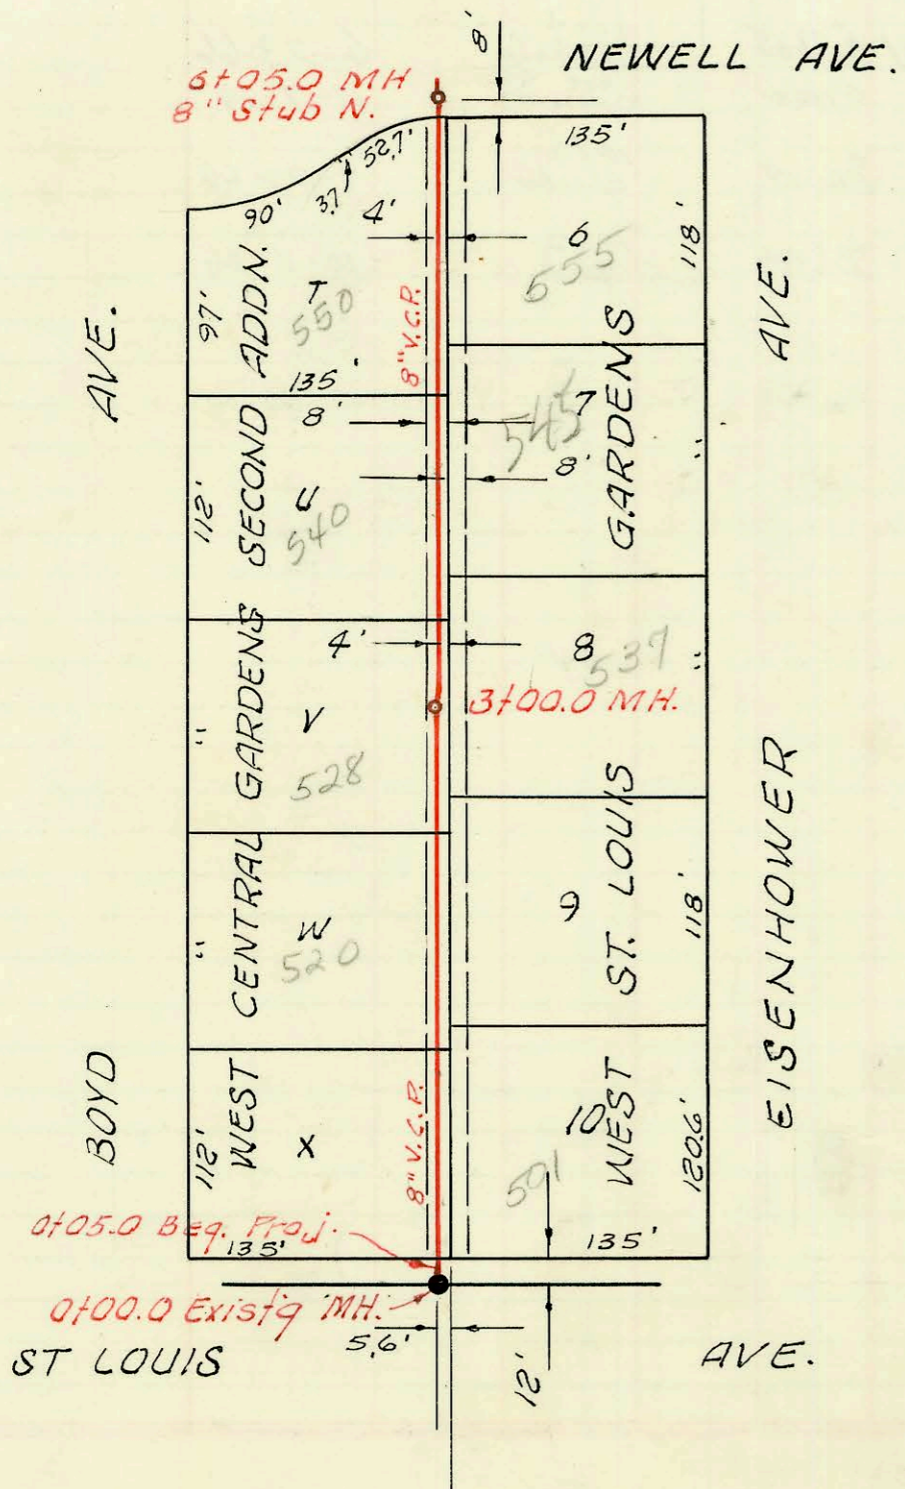 8'
NEWELL AVE.
6+05.0 MH
8" Stub N.
135'
52.7'
37
90'
4'
6
555
118'
97'
ADDN.
T
550
8" V.C.P.
AVE.
AVE.
135'
8'
7
545
8'
"
GARDENS
112'
SECOND
U
540
4'
8
537
"
3+00.0 MH.
GARDENS
"
V
528
ST. LOUIS
EISENHOWER
CENTRAL
"
W
520
9
118'
BOYD
WEST
112'
X
8" V.C.P.
10
501
WEST
120.6'
0+05.0 Beg. Proj.
135'
135'
0+00.0 Exist'g MH.
5.6'
12'
ST LOUIS AVE.